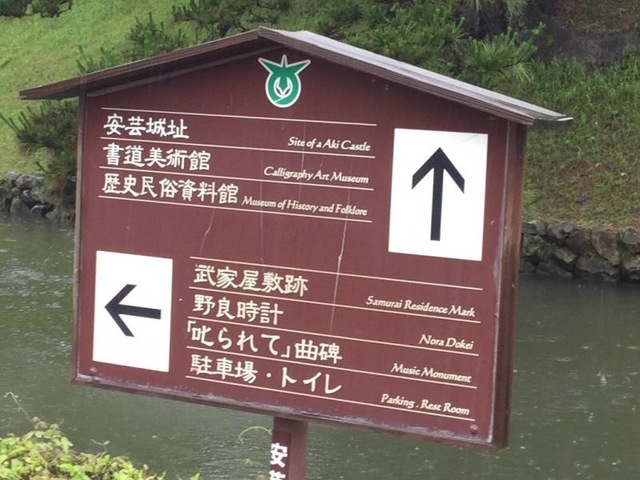 安芸城址
Site of a Aki Castle
書道美術館
Calligraphy Art Museum
歴史民俗資料館 Museum of History and Folklore
武家屋敷跡
Samurai Residence Mark
野良時計
Nora Dokei
「叱られて」曲碑
Music Monument
駐車場・トイレ
Parking . Rest Room
安芸